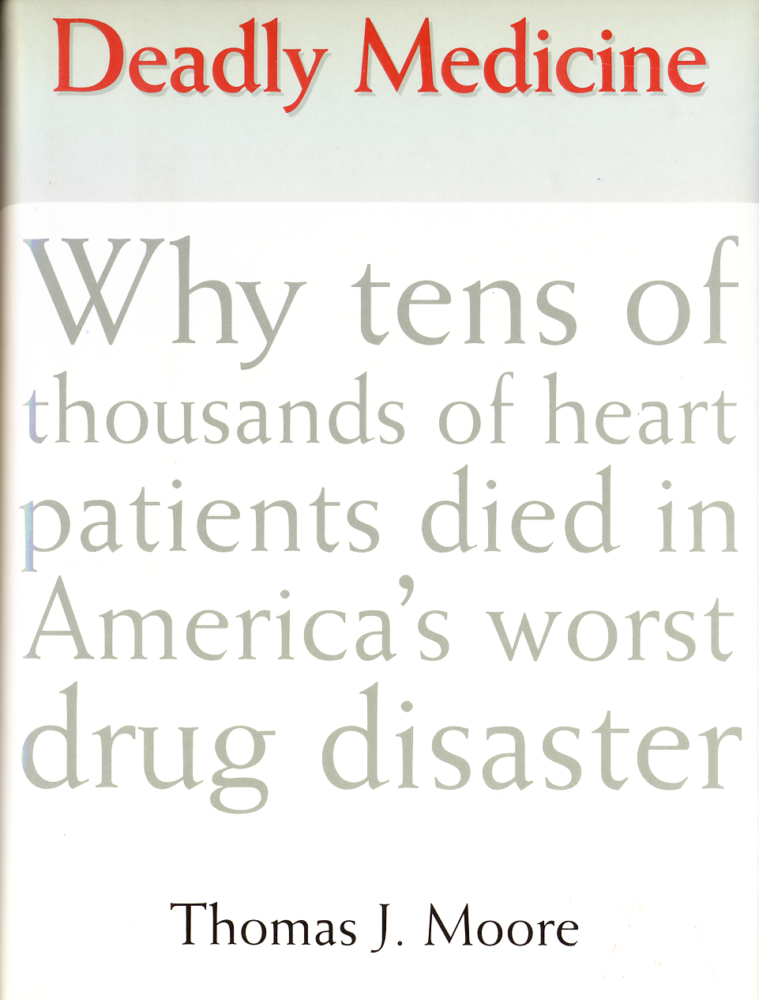 Deadly Medicine
Why tens of
thousands of heart
patients died in
America's worst
drug disaster
Thomas J. Moore